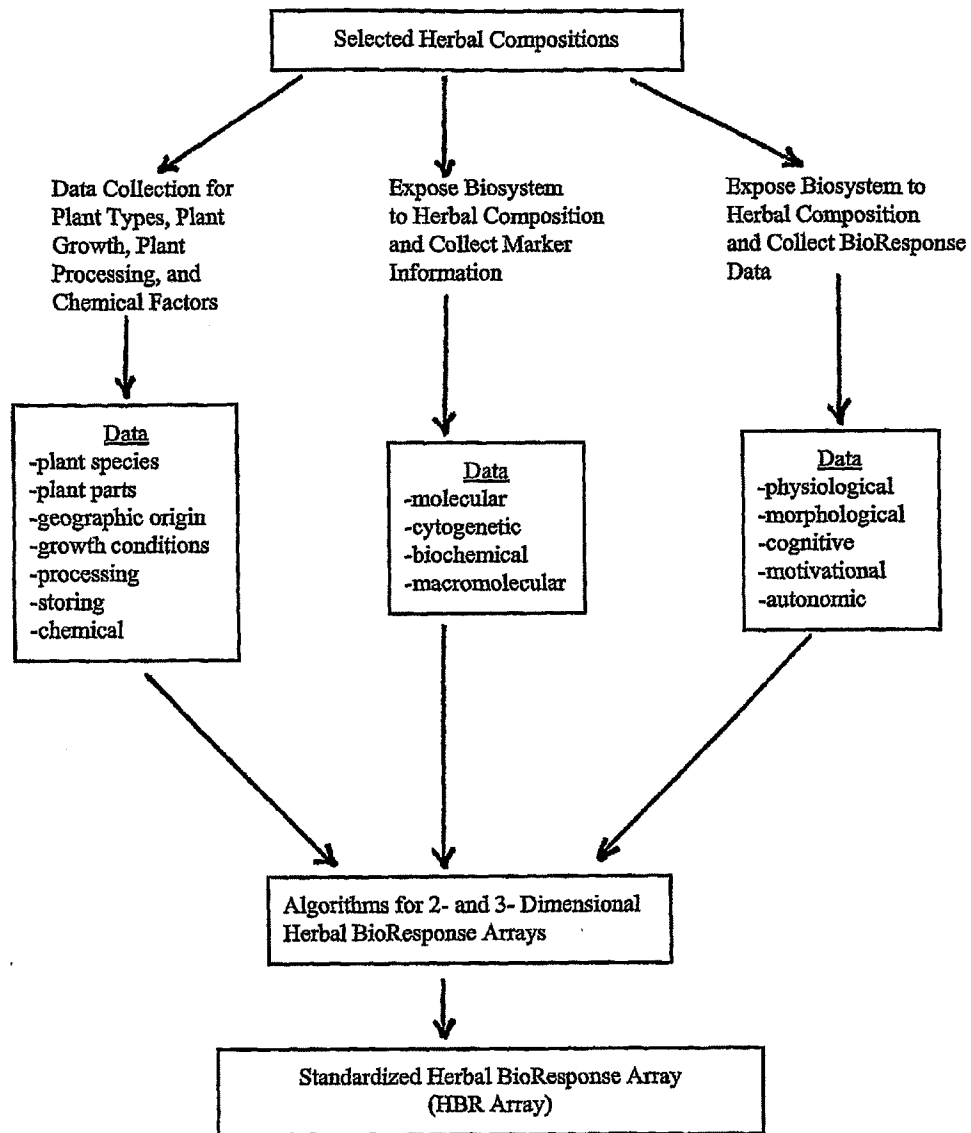 Selected Herbal Compositions
Data Collection for
Plant Types, Plant
Growth, Plant
Processing, and
Chemical Factors
Expose Biosystem
to Herbal Composition
and Collect Marker
Information
Expose Biosystem to
Herbal Composition
and Collect BioResponse
Data
Data
-plant species
-plant parts
-geographic origin
-growth conditions
-processing
-storing
-chemical
Data
-molecular
-cytogenetic
-biochemical
-macromolecular
Data
-physiological
-morphological
-cognitive
-motivational
-autonomic
Algorithms for 2- and 3- Dimensional
Herbal BioResponse Arrays
Standardized Herbal BioResponse Array
(HBR Array)